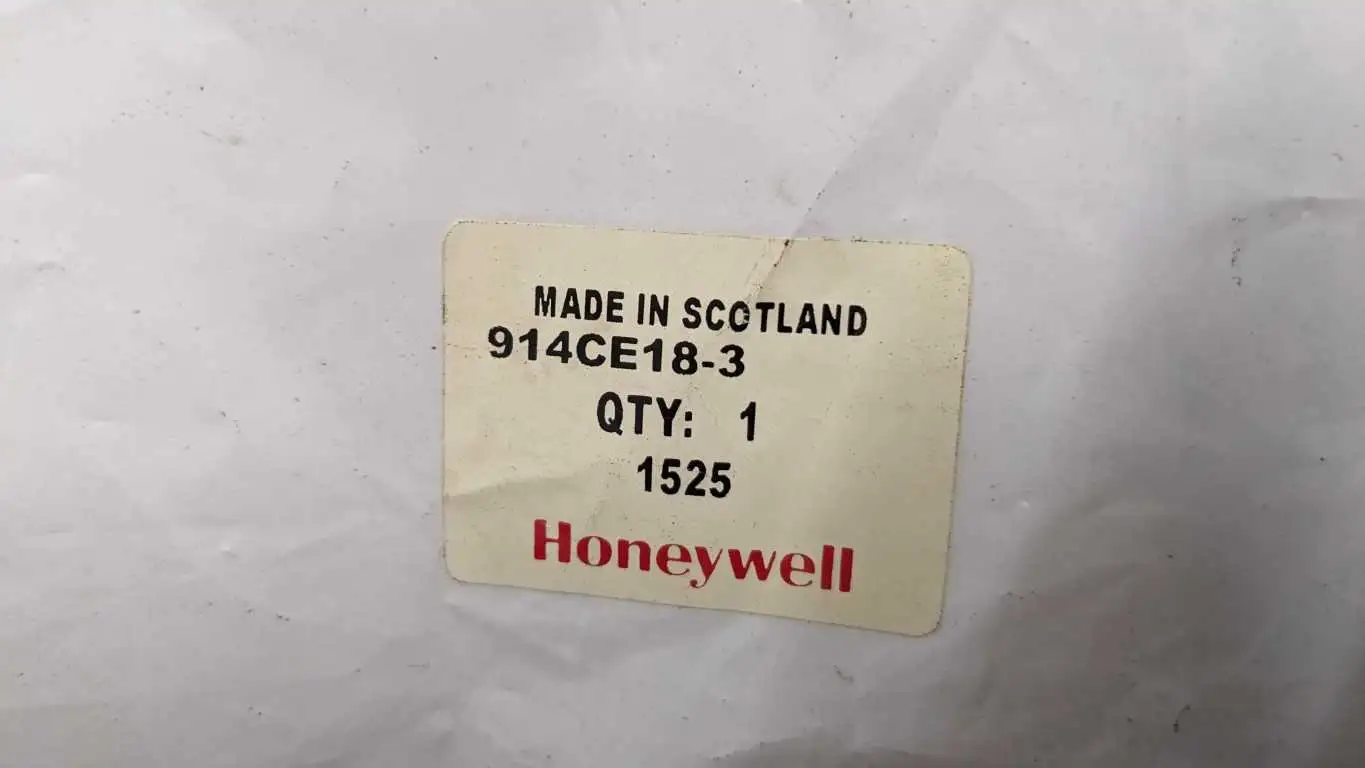 MADE IN SCOTLAND
914CE18-3
QTY: 1
1525
Honeywell